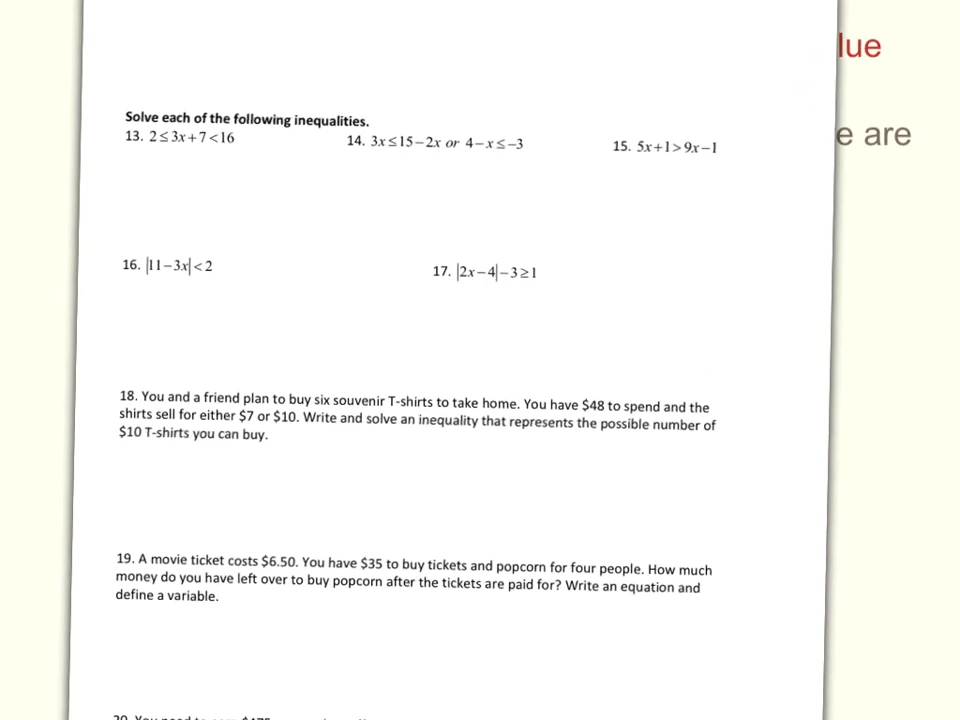 lue
e are
Solve each of the following inequalities.
13. 2≤3x+7<16 14. 3x≤15−2x or 4−x≤−3 15. 5x+1>9x−1
16. |11−3x|<2 17. |2x−4|−3≥1
18. You and a friend plan to buy six souvenir T-shirts to take home. You have $48 to spend and the
shirts sell for either $7 or $10. Write and solve an inequality that represents the possible number of
$10 T-shirts you can buy.
19. A movie ticket costs $6.50. You have $35 to buy tickets and popcorn for four people. How much
money do you have left over to buy popcorn after the tickets are paid for? Write an equation and
define a variable.
20. You need to